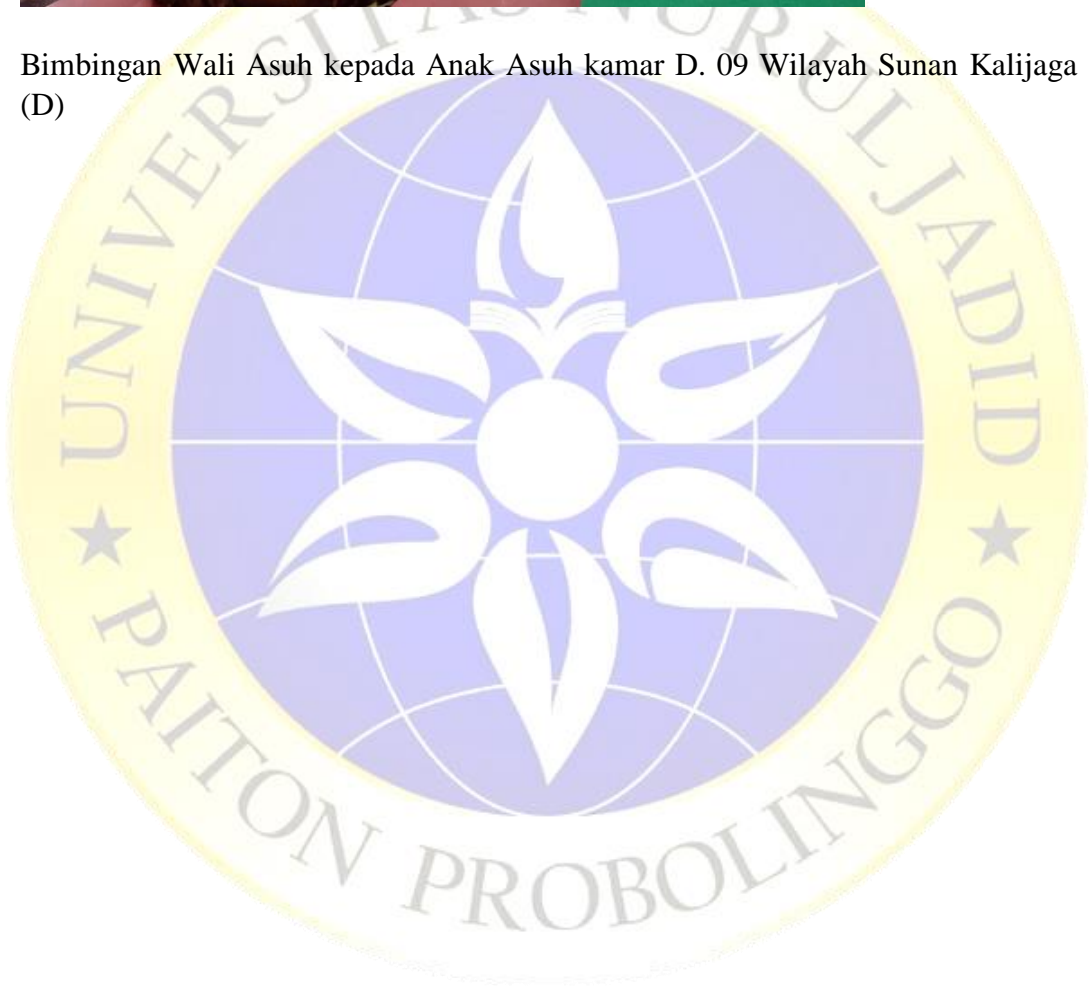 Bimbingan Wali Asuh kepada Anak Asuh kamar D. 09 Wilayah Sunan Kalijaga
(D)
UNIVERSITAS NURUL JADID
PAITON PROBOLINGGO